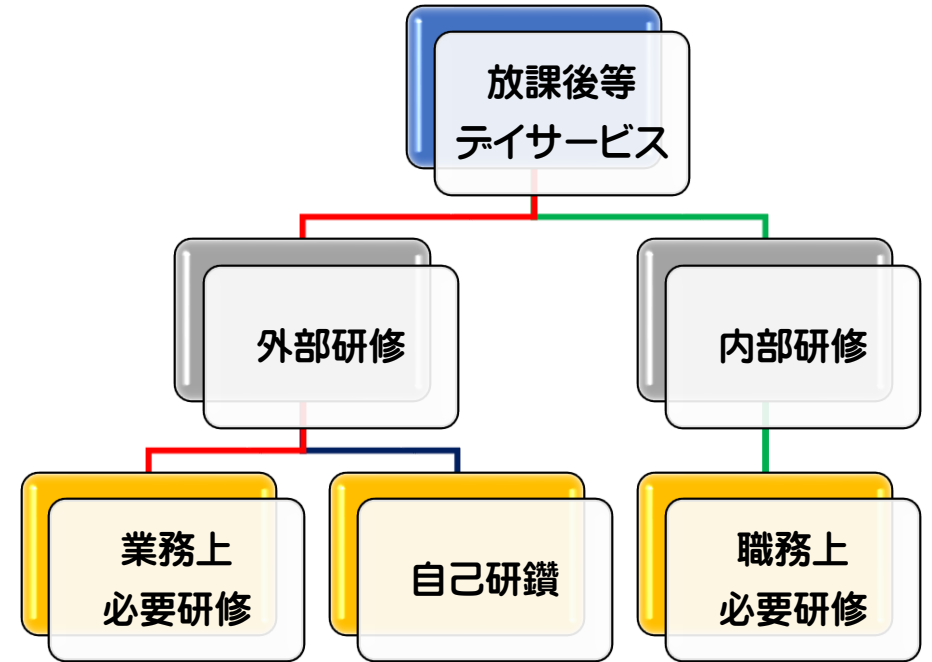 放課後等
デイサービス
外部研修
内部研修
業務上
必要研修
自己研鑽
職務上
必要研修